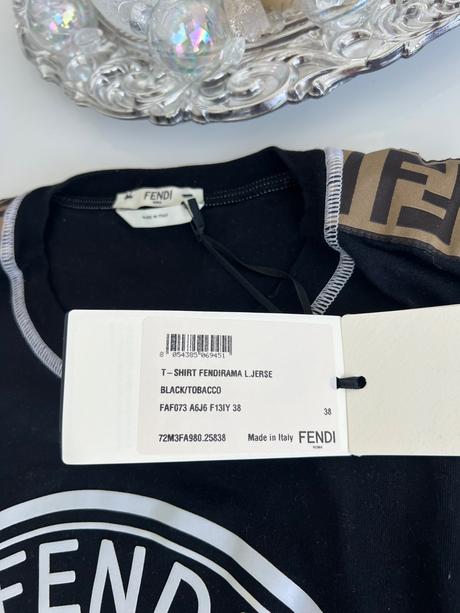 FENDI
ROMA
MADE IN ITALY
8 054385 069451
T-SHIRT FENDIRAMA L.JERSE
BLACK/TOBACCO
FAF073 A6J6 F13IY 38
38
72M3FA980.25838
Made in Italy
FENDI
ROMA
FEND